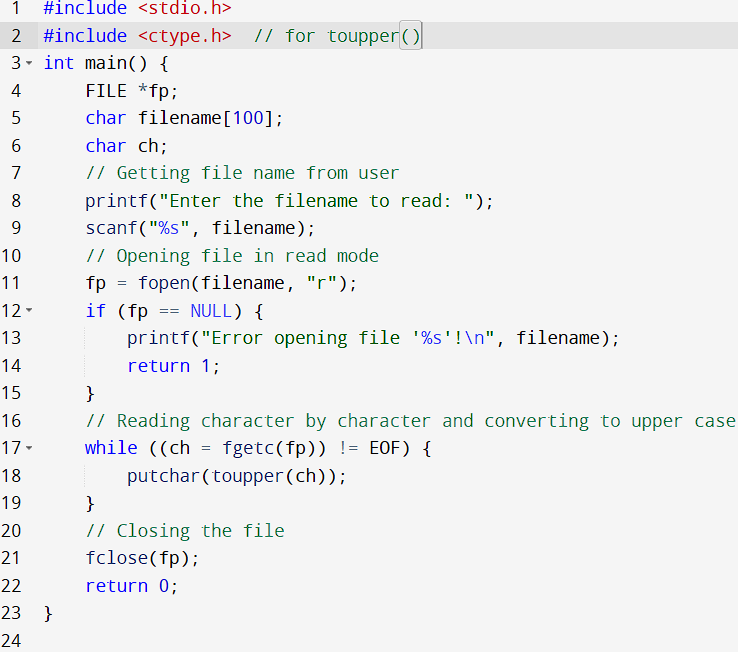 1 #include <stdio.h>
2 #include <ctype.h>  // for toupper()
3 int main() {
4     FILE *fp;
5     char filename[100];
6     char ch;
7     // Getting file name from user
8     printf("Enter the filename to read: ");
9     scanf("%s", filename);
10     // Opening file in read mode
11     fp = fopen(filename, "r");
12     if (fp == NULL) {
13         printf("Error opening file '%s'!\n", filename);
14         return 1;
15     }
16     // Reading character by character and converting to upper case
17     while ((ch = fgetc(fp)) != EOF) {
18         putchar(toupper(ch));
19     }
20     // Closing the file
21     fclose(fp);
22     return 0;
23 }
24